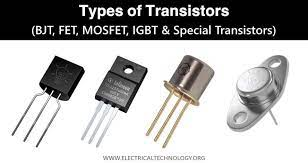 Types of Transistors
(BJT, FET, MOSFET, IGBT & Special Transistors)
WWW.ELECTRICALTECHNOLOGY.ORG